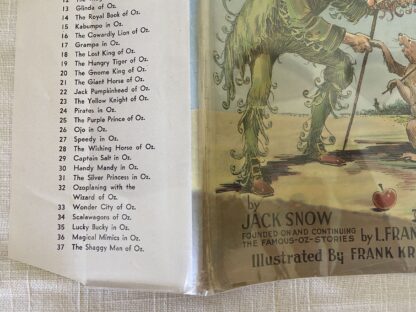 13 Glinda of Oz.
14 The Royal Book of Oz.
15 Kabumpo in Oz.
16 The Cowardly Lion of Oz.
17 Grampa in Oz.
18 The Lost King of Oz.
19 The Hungry Tiger of Oz.
20 The Gnome King of Oz.
21 The Giant Horse of Oz.
22 Jack Pumpkinhead of Oz.
23 The Yellow Knight of Oz.
24 Pirates in Oz.
25 The Purple Prince of Oz.
26 Ojo in Oz.
27 Speedy in Oz.
28 The Wishing Horse of Oz.
29 Captain Salt in Oz.
30 Handy Mandy in Oz.
31 The Silver Princess in Oz.
32 Ozoplaning with the
Wizard of Oz.
33 Wonder City of Oz.
34 Scalawagons of Oz.
35 Lucky Bucky in Oz.
36 Magical Mimics in Oz.
37 The Shaggy Man of Oz.
by
JACK SNOW
FOUNDED ON AND CONTINUING
THE FAMOUS-OZ-STORIES by L. FRAN
Illustrated By FRANK KR